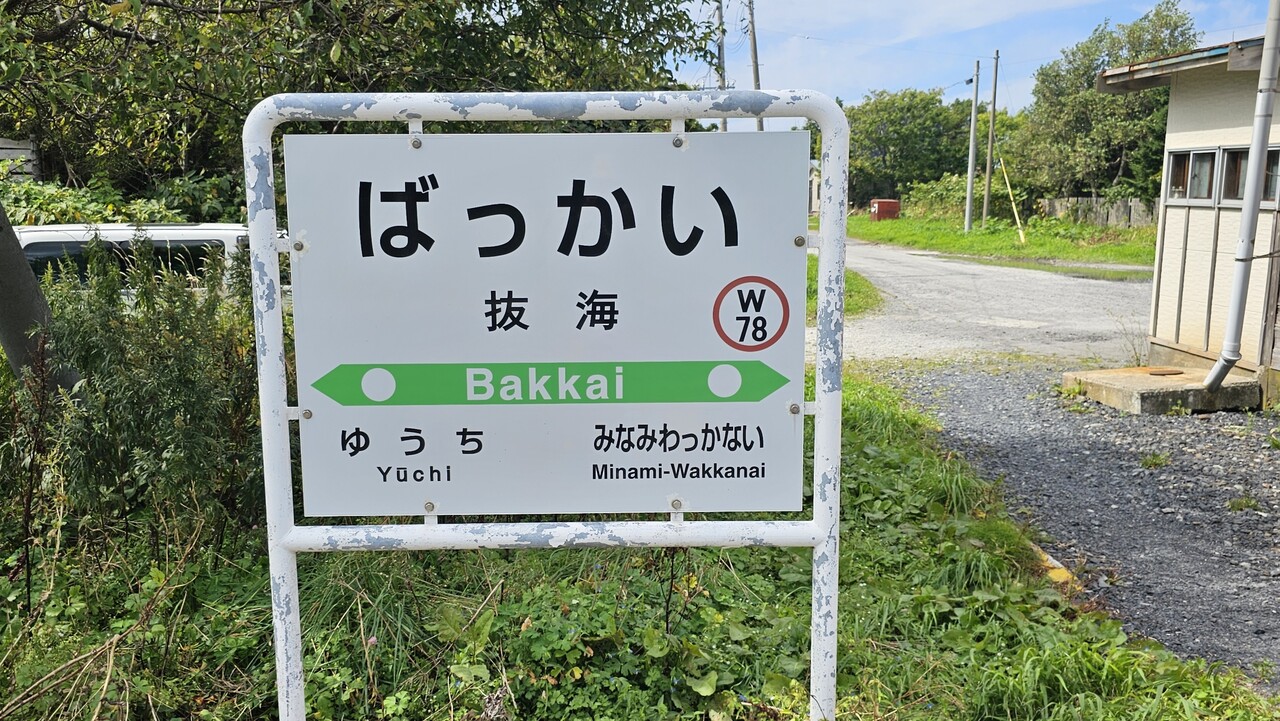 ばっかい
抜海
W
78
Bakkai
ゆうち
Yūchi
みなみわっかない
Minami-Wakkanai